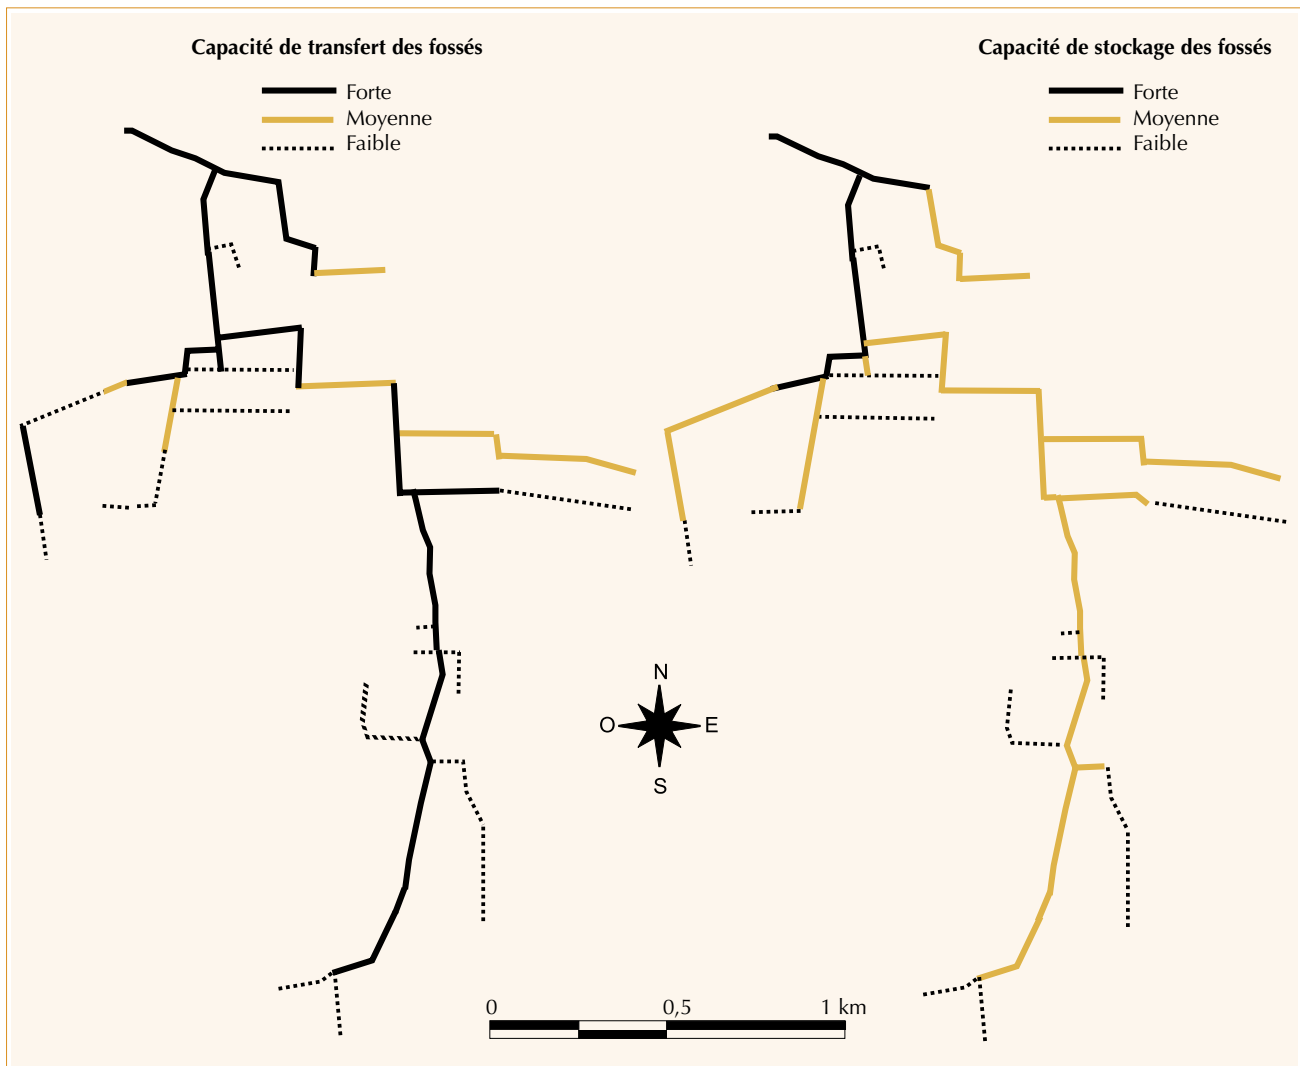 Capacité de transfert des fossés
Forte
Moyenne
Faible
Capacité de stockage des fossés
Forte
Moyenne
Faible
N
O E
S
0 0,5 1 km